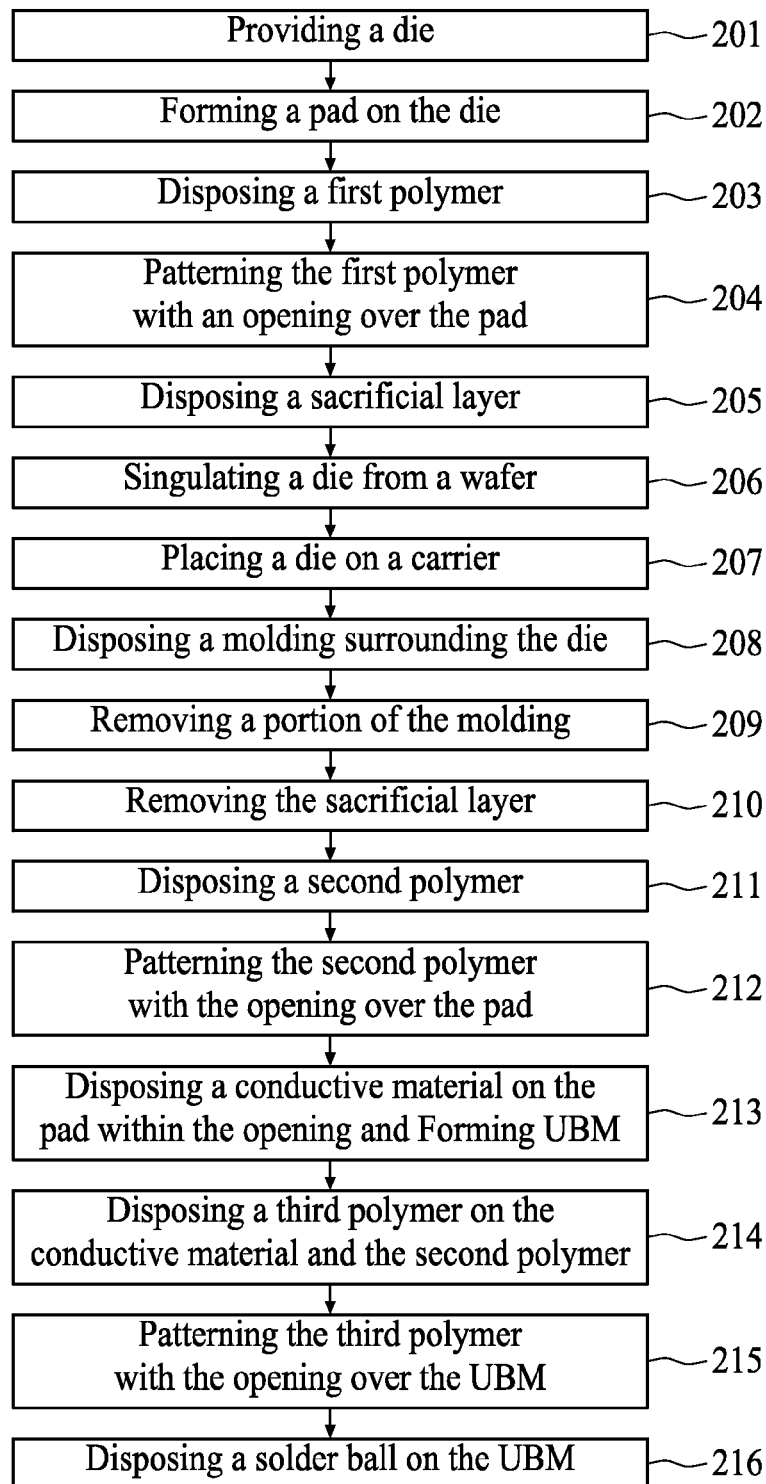 Providing a die
201
Forming a pad on the die
202
Disposing a first polymer
203
Patterning the first polymer
with an opening over the pad
204
Disposing a sacrificial layer
205
Singulating a die from a wafer
206
Placing a die on a carrier
207
Disposing a molding surrounding the die
208
Removing a portion of the molding
209
Removing the sacrificial layer
210
Disposing a second polymer
211
Patterning the second polymer
with the opening over the pad
212
Disposing a conductive material on the
pad within the opening and Forming UBM
213
Disposing a third polymer on the
conductive material and the second polymer
214
Patterning the third polymer
with the opening over the UBM
215
Disposing a solder ball on the UBM
216